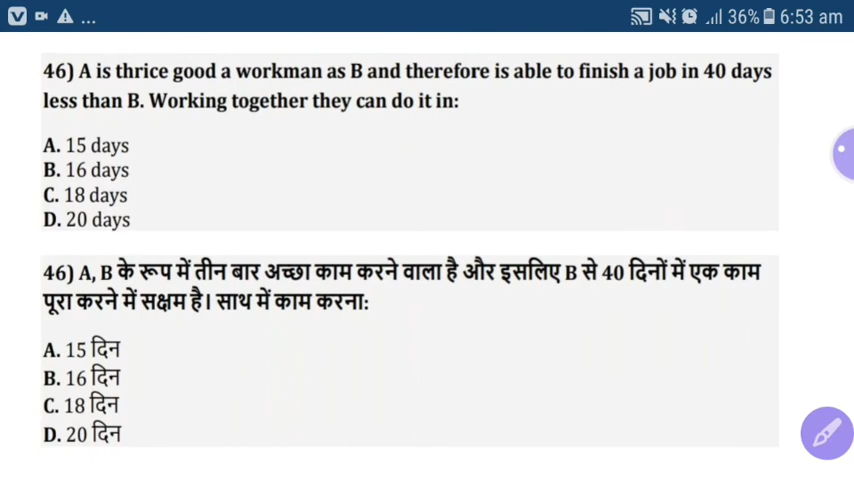 ... 36% 6:53 am
46) A is thrice good a workman as B and therefore is able to finish a job in 40 days
less than B. Working together they can do it in:
A. 15 days
B. 16 days
C. 18 days
D. 20 days
46) A, B के रूप में तीन बार अच्छा काम करने वाला है और इसलिए B से 40 दिनों में एक काम
पूरा करने में सक्षम है। साथ में काम करना:
A. 15 दिन
B. 16 दिन
C. 18 दिन
D. 20 दिन